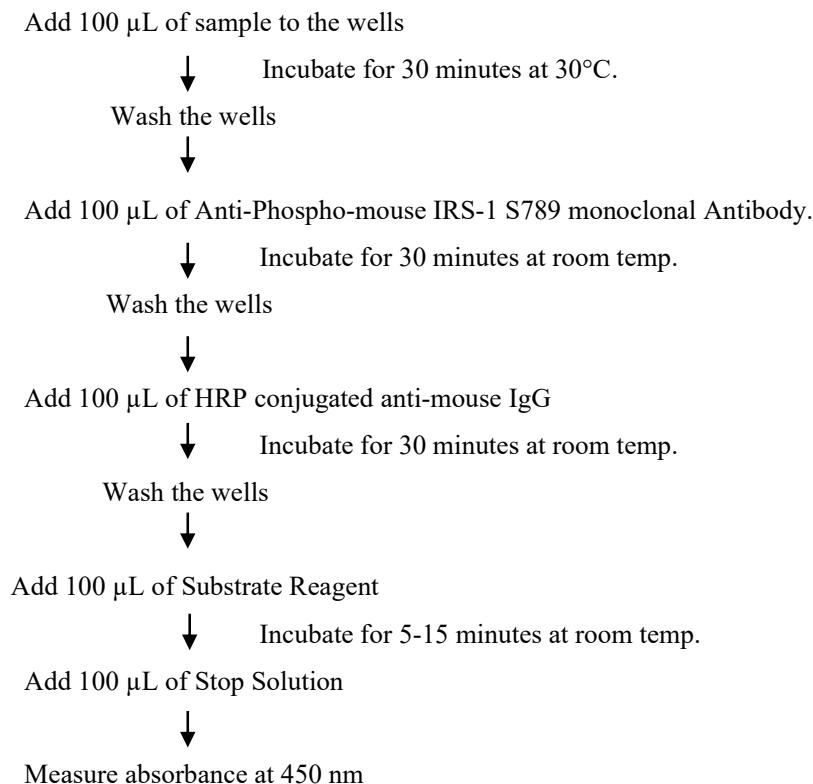 Add 100 µL of sample to the wells
Incubate for 30 minutes at 30°C.
Wash the wells
Add 100 µL of Anti-Phospho-mouse IRS-1 S789 monoclonal Antibody.
Incubate for 30 minutes at room temp.
Wash the wells
Add 100 µL of HRP conjugated anti-mouse IgG
Incubate for 30 minutes at room temp.
Wash the wells
Add 100 µL of Substrate Reagent
Incubate for 5-15 minutes at room temp.
Add 100 µL of Stop Solution
Measure absorbance at 450 nm